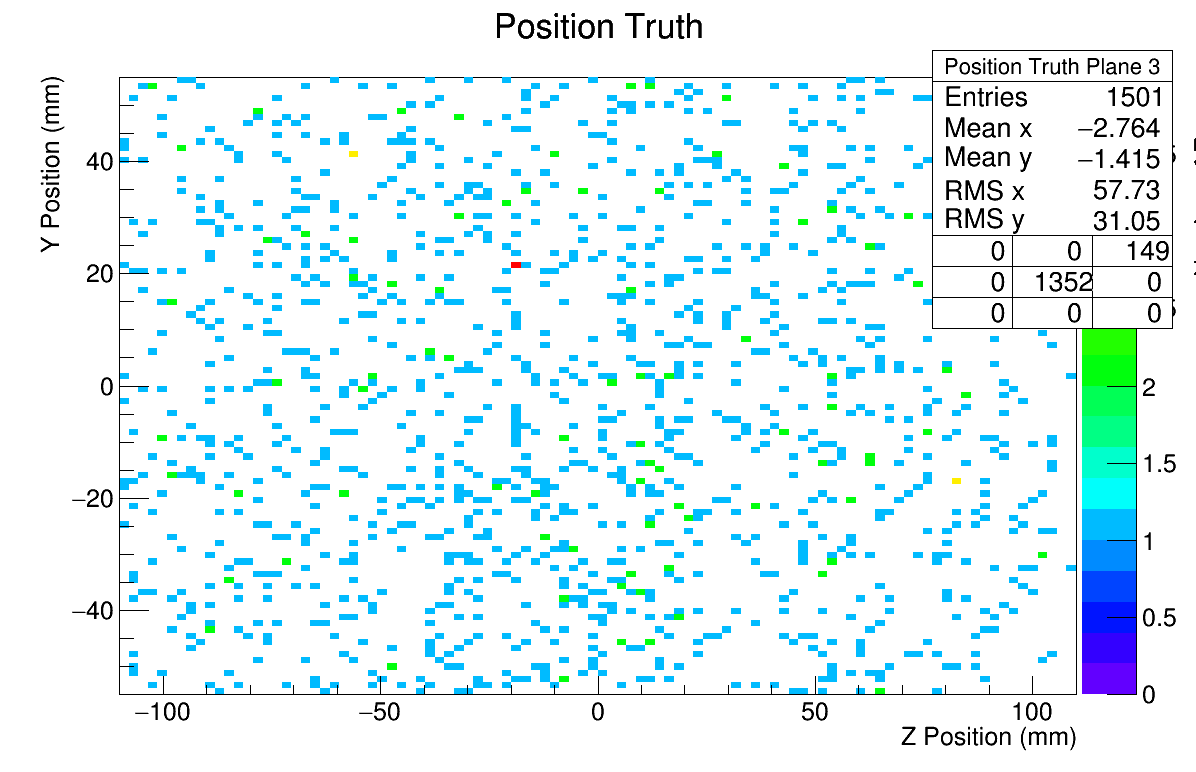 Position Truth
Position Truth Plane 3
Entries 1501
Mean x −2.764
Mean y −1.415
RMS x 57.73
RMS y 31.05
0 0 149
0 1352 0
0 0 0
Y Position (mm)
40
20
0
−20
−40
2
1.5
1
0.5
0
−100 −50 0 50 100
Z Position (mm)